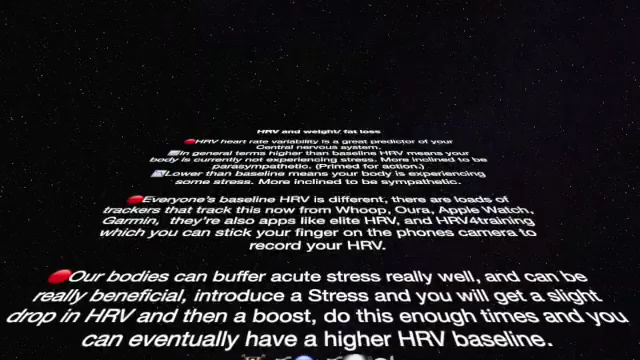 HRV and weight/ fat loss
🔴HRV heart rate variability is a great predictor of your
Central nervous system.
📈In general terms higher than baseline HRV means your
body is currently not experiencing stress. More inclined to be
parasympathetic. (Primed for action.)
📉Lower than baseline means your body is experiencing
some stress. More inclined to be sympathetic.
🔴Everyone's baseline HRV is different, there are loads of
trackers that track this now from Whoop, Oura, Apple Watch,
Garmin, they're also apps like elite HRV, and HRV4training
which you can stick your finger on the phones camera to
record your HRV.
🔴Our bodies can buffer acute stress really well, and can be
really beneficial, introduce a Stress and you will get a slight
drop in HRV and then a boost, do this enough times and you
can eventually have a higher HRV baseline.